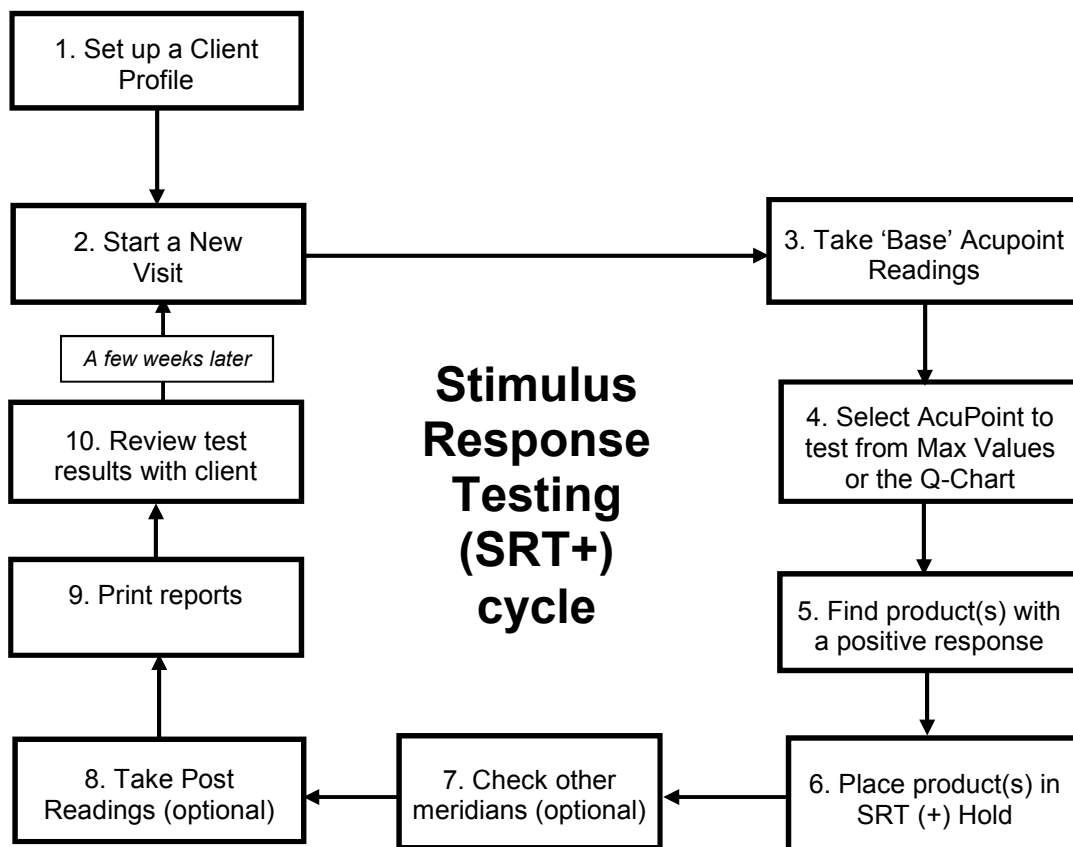 1. Set up a Client
Profile
2. Start a New
Visit
3. Take ‘Base’ Acupoint
Readings
A few weeks later
Stimulus
Response
Testing
(SRT+)
cycle
4. Select AcuPoint to
test from Max Values
or the Q-Chart
10. Review test
results with client
9. Print reports
5. Find product(s) with
a positive response
8. Take Post
Readings (optional)
7. Check other
meridians (optional)
6. Place product(s) in
SRT (+) Hold